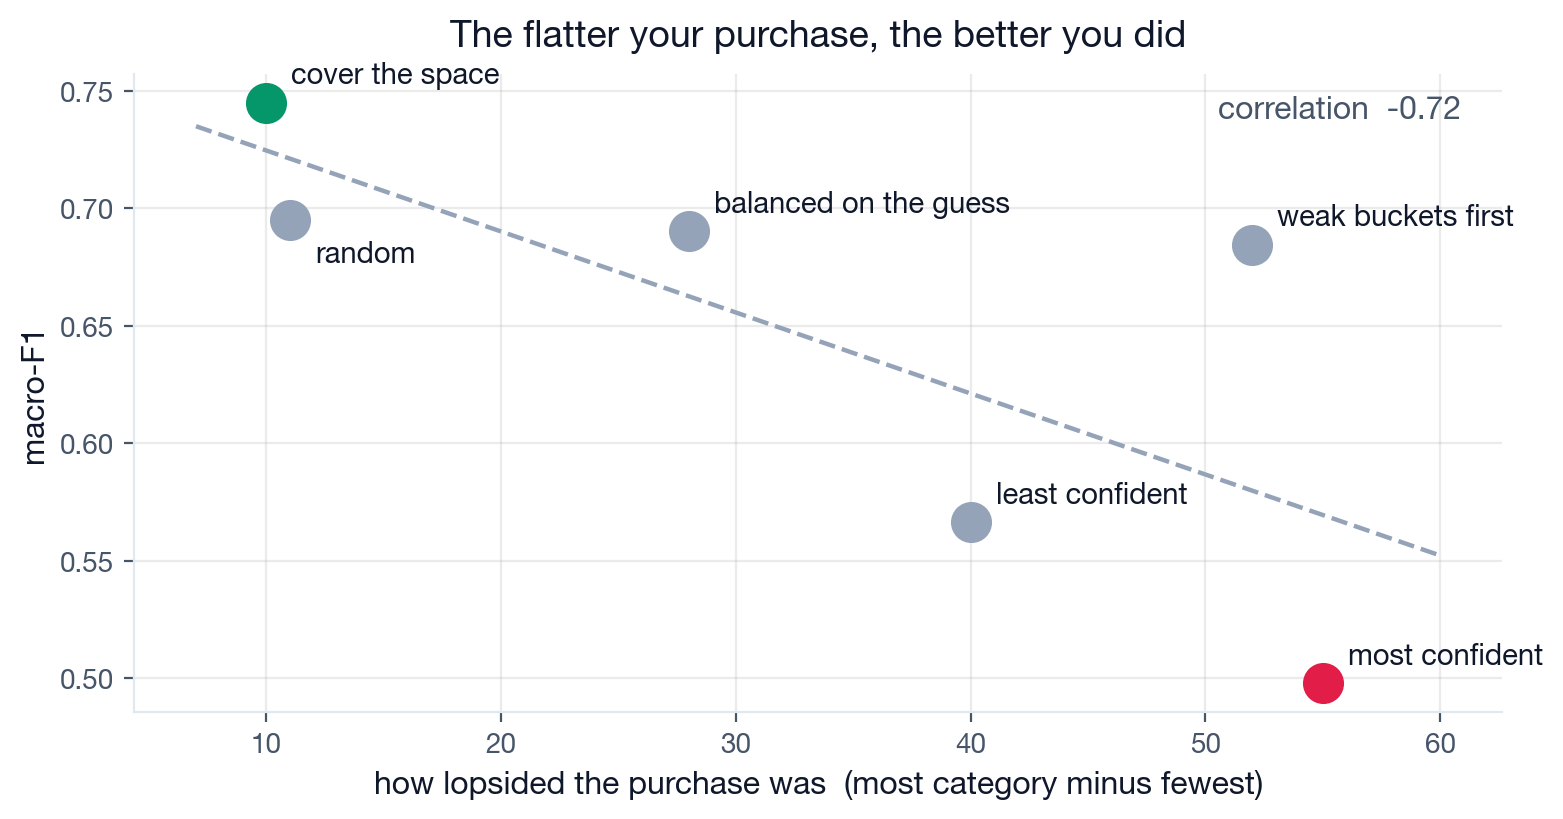 The flatter your purchase, the better you did
cover the space
correlation -0.72
balanced on the guess
weak buckets first
random
least confident
most confident
macro-F1
0.75
0.70
0.65
0.60
0.55
0.50
10
20
30
40
50
60
how lopsided the purchase was (most category minus fewest)